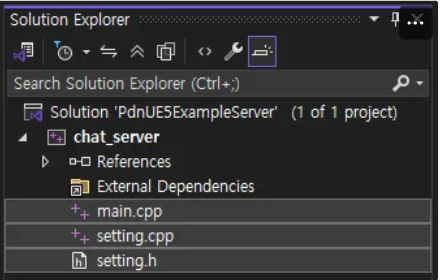 Solution Explorer
Search Solution Explorer (Ctrl+;)
Solution 'PdnUE5ExampleServer' (1 of 1 project)
chat_server
References
External Dependencies
main.cpp
setting.cpp
setting.h